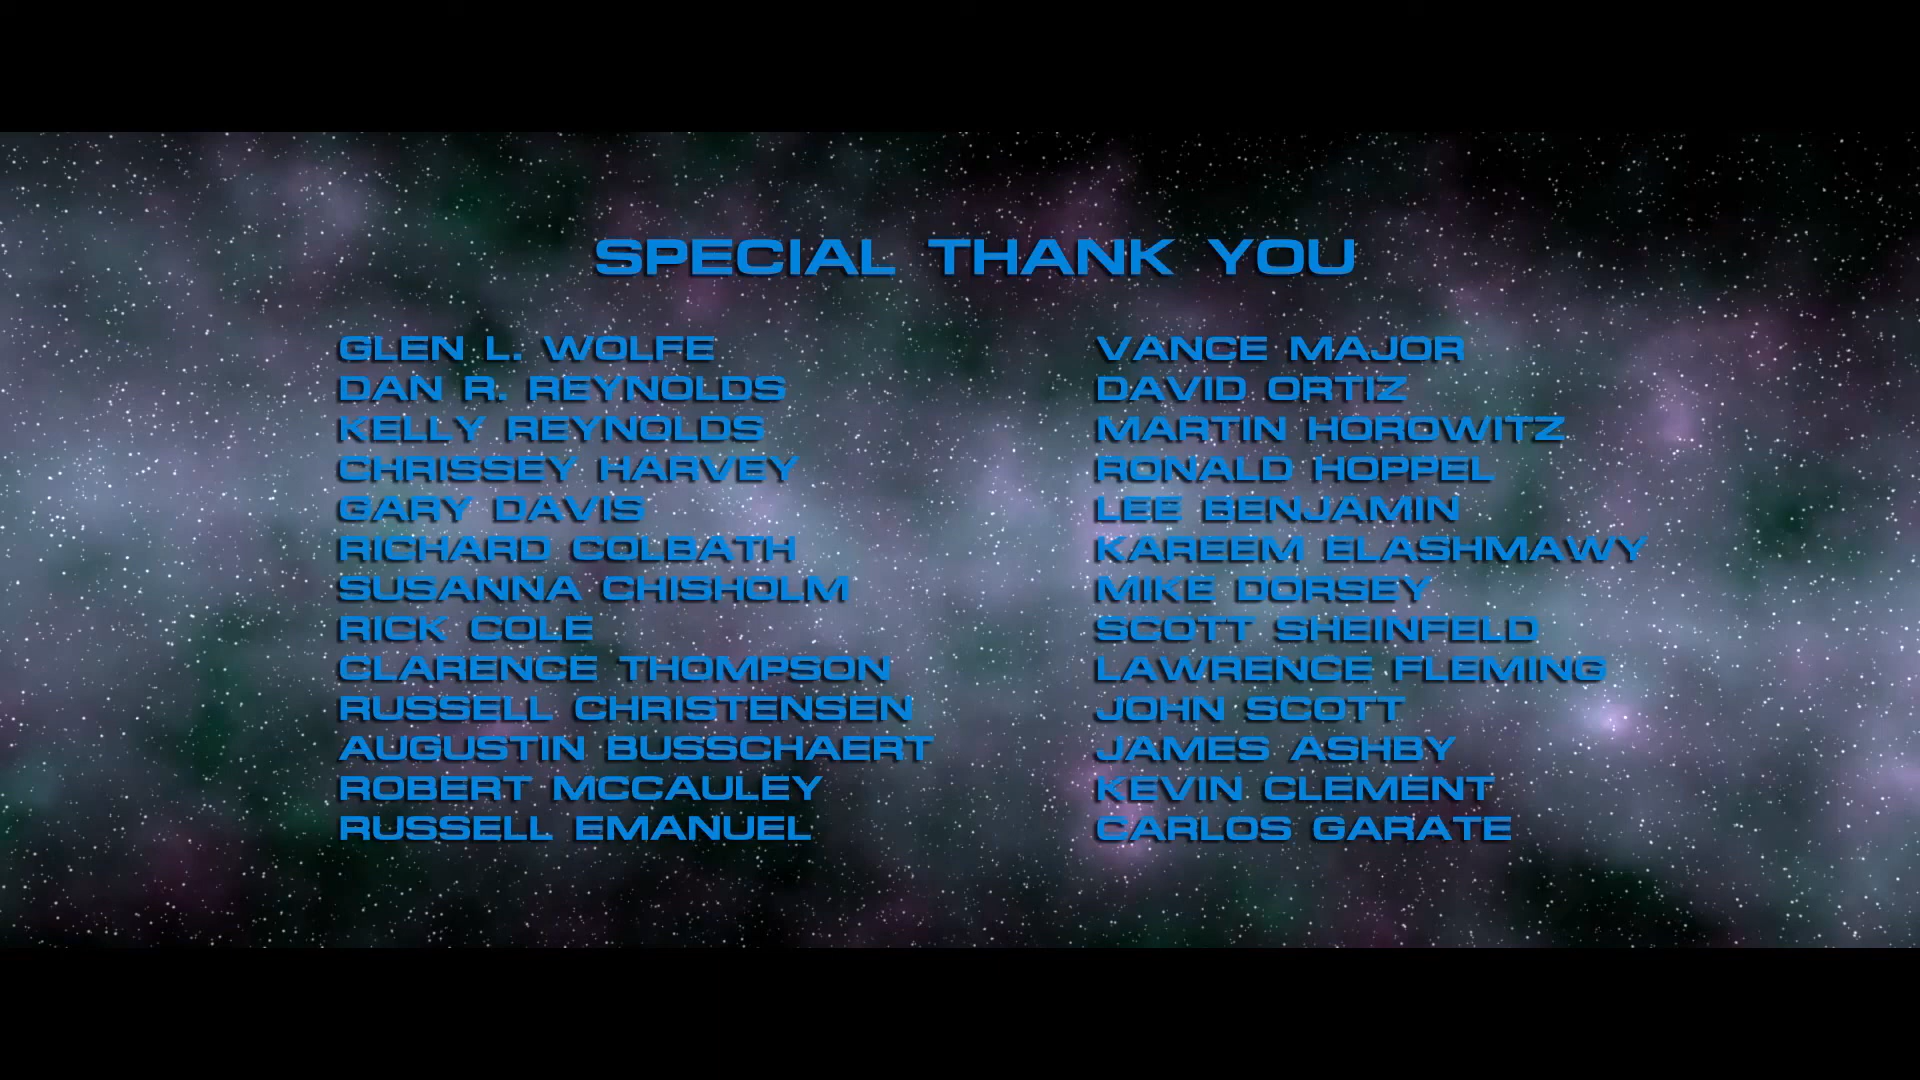 SPECIAL THANK YOU
GLEN L. WOLFE
DAN R. REYNOLDS
KELLY REYNOLDS
CHRISSEY HARVEY
GARY DAVIS
RICHARD COLBATH
SUSANNA CHISHOLM
RICK COLE
CLARENCE THOMPSON
RUSSELL CHRISTENSEN
AUGUSTIN BUSSCHAERT
ROBERT MCCAULEY
RUSSELL EMANUEL
VANCE MAJOR
DAVID ORTIZ
MARTIN HOROWITZ
RONALD HOPPEL
LEE BENJAMIN
KAREEM ELASHMAWY
MIKE DORSEY
SCOTT SHEINFELD
LAWRENCE FLEMING
JOHN SCOTT
JAMES ASHBY
KEVIN CLEMENT
CARLOS GARATE